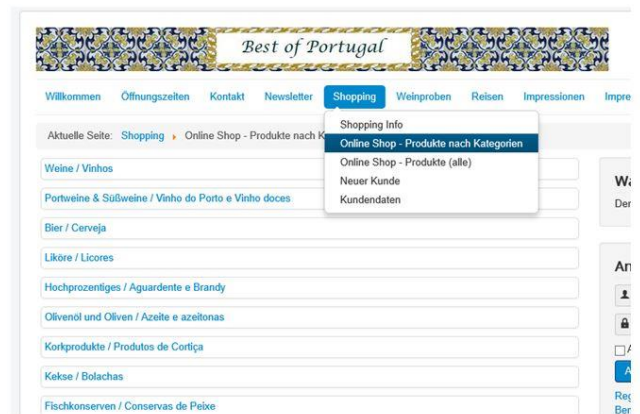 Best of Portugal
Willkommen Öffnungszeiten Kontakt Newsletter Shopping Weinproben Reisen Impressionen
Shopping Info
Online Shop - Produkte nach Kategorien
Online Shop - Produkte (alle)
Neuer Kunde
Kundendaten
Aktuelle Seite: Shopping Online Shop - Produkte nach K
Weine / Vinhos
Portweine & Süßweine / Vinho do Porto e Vinho doces
Bier / Cerveja
Liköre / Licores
Hochprozentiges / Aguardente e Brandy
Olivenöl und Oliven / Azeite e azeitonas
Korkprodukte / Produtos de Cortiça
Kekse / Bolachas
Fischkonserven / Conservas de Peixe